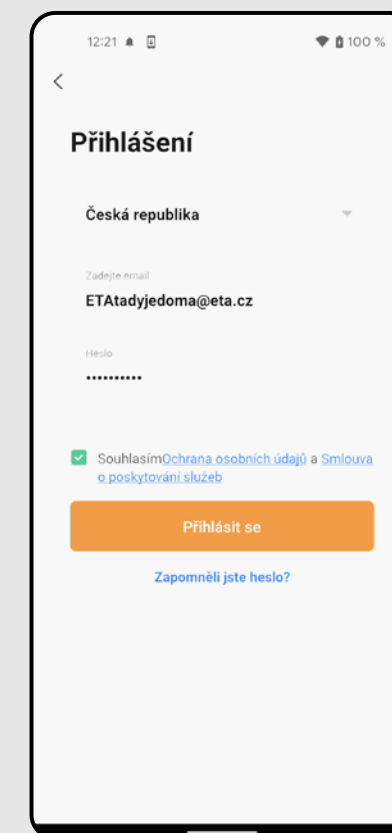 12:21 100 %
Přihlášení
Česká republika
Zadejte email
ETAtadyjedoma@eta.cz
Heslo
••••••••••
SouhlasímOchrana osobních údajů a Smlouva
o poskytování služeb
Přihlásit se
Zapomněli jste heslo?